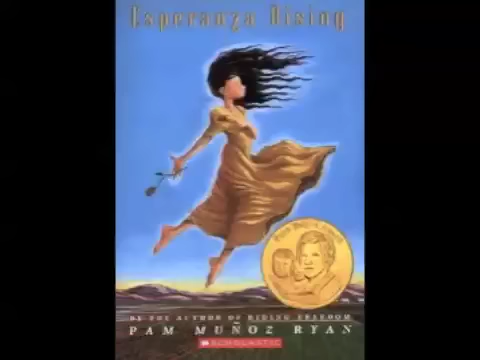 Esperanza Rising
BY THE AUTHOR OF RIDING FREEDOM
PAM MUÑOZ RYAN
SCHOLASTIC